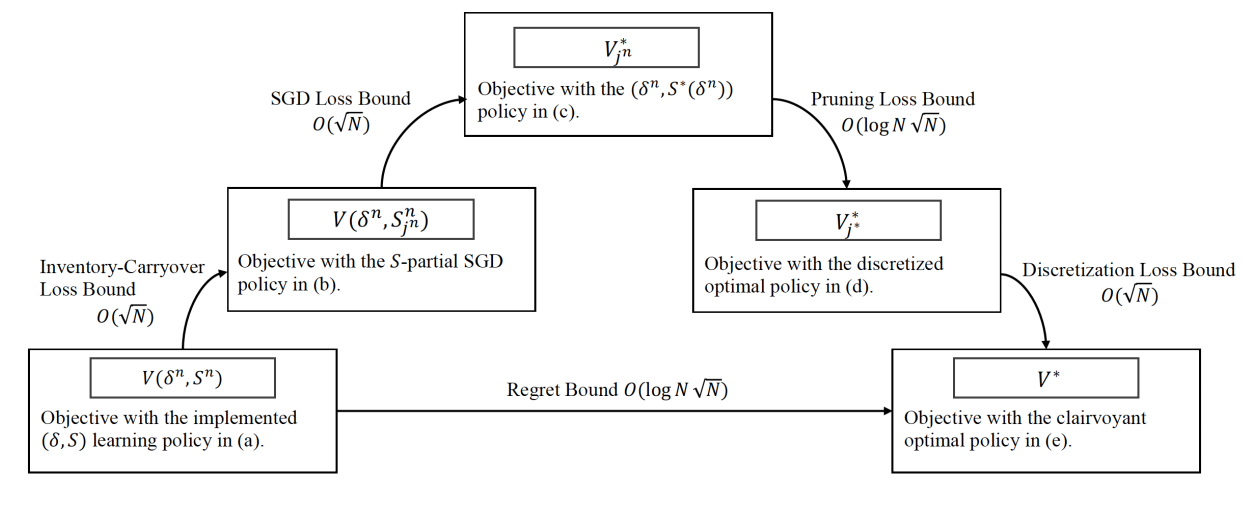 $V_{j^n}^*$
Objective with the $(\delta^n, S^*(\delta^n))$
policy in (c).
SGD Loss Bound
$O(\sqrt{N})$
Pruning Loss Bound
$O(\log N \sqrt{N})$
$V(\delta^n, S_{j^n}^n)$
Objective with the $S$-partial SGD
policy in (b).
$V_{j^*}^*$
Objective with the discretized
optimal policy in (d).
Inventory-Carryover
Loss Bound
$O(\sqrt{N})$
Discretization Loss Bound
$O(\sqrt{N})$
$V(\delta^n, S^n)$
Objective with the implemented
$(\delta, S)$ learning policy in (a).
Regret Bound $O(\log N \sqrt{N})$
$V^*$
Objective with the clairvoyant
optimal policy in (e).